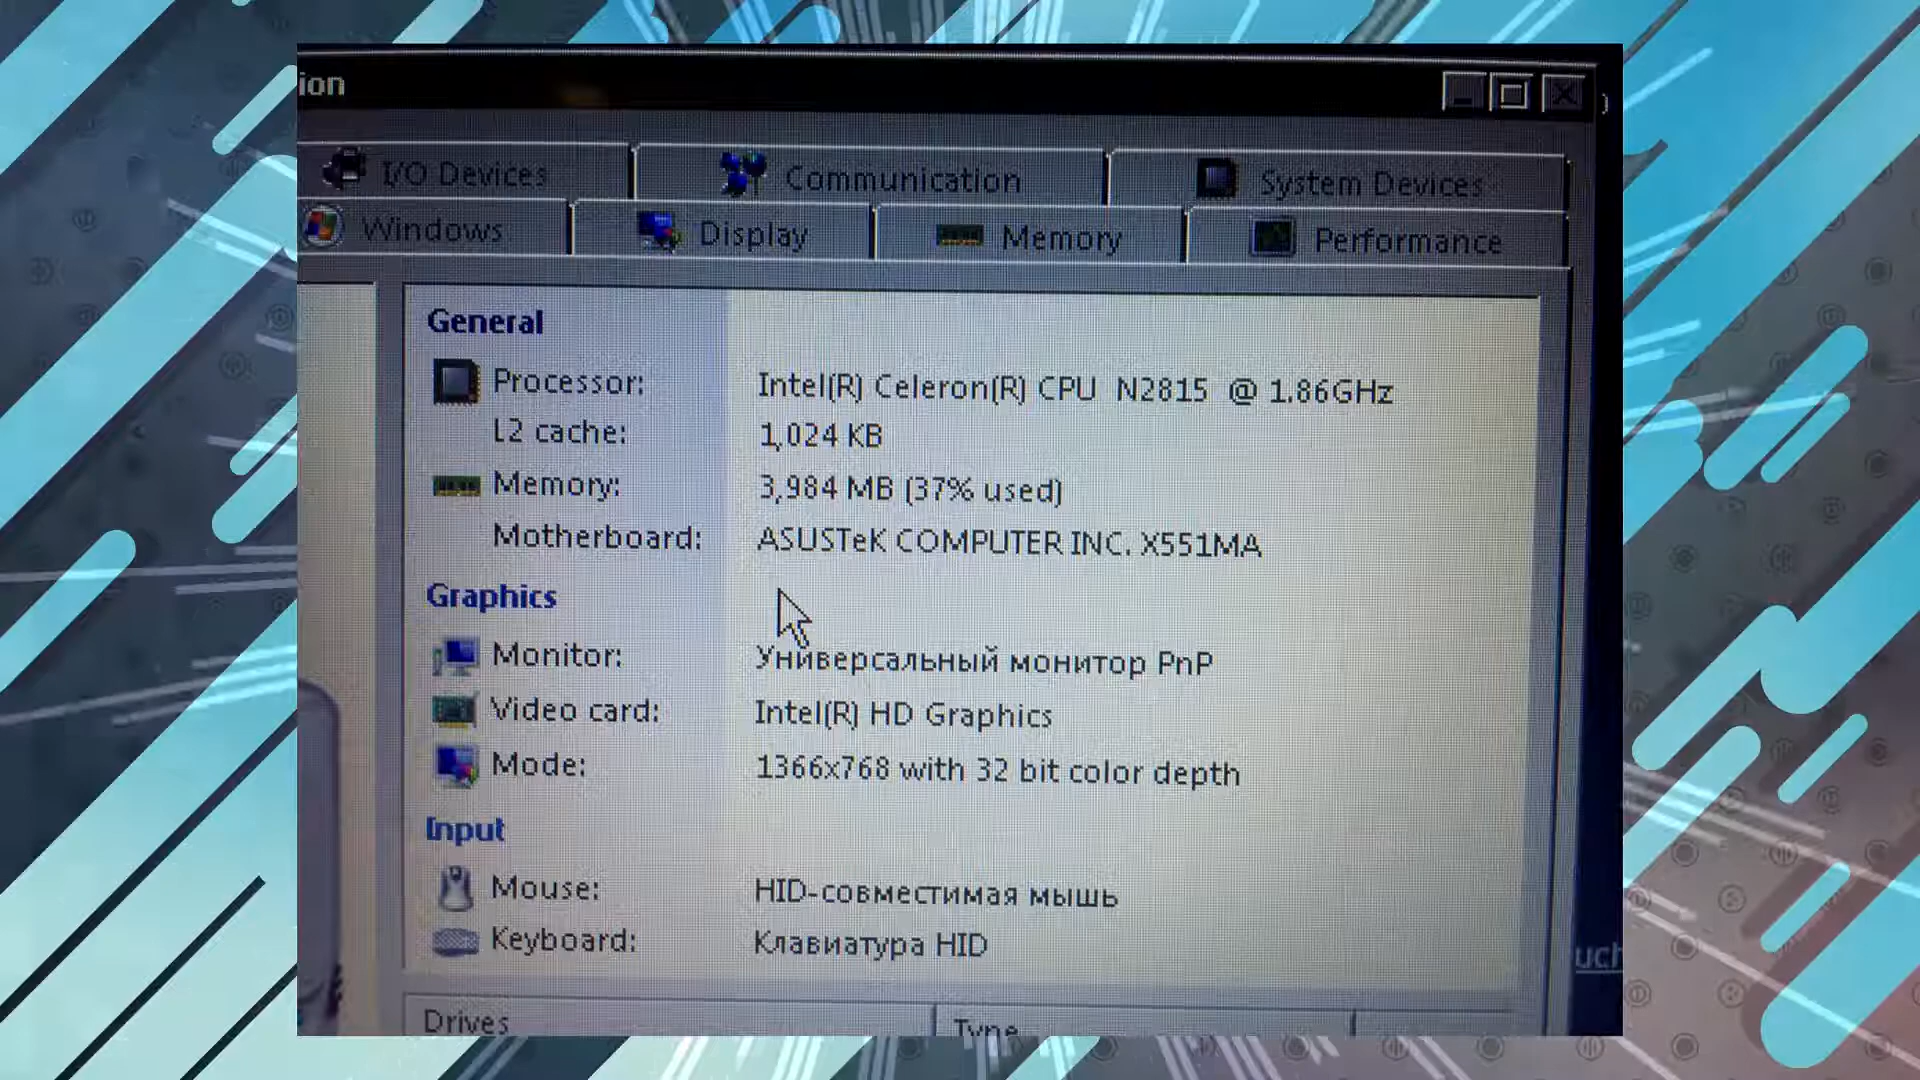 ion
I/O Devices
Communication
System Devices
Windows
Display
Memory
Performance
General
Processor: Intel(R) Celeron(R) CPU N2815 @ 1.86GHz
L2 cache: 1,024 KB
Memory: 3,984 MB (37% used)
Motherboard: ASUSTeK COMPUTER INC. X551MA
Graphics
Monitor: Универсальный монитор PnP
Video card: Intel(R) HD Graphics
Mode: 1366x768 with 32 bit color depth
Input
Mouse: HID-совместимая мышь
Keyboard: Клавиатура HID
uch
Drives
Type